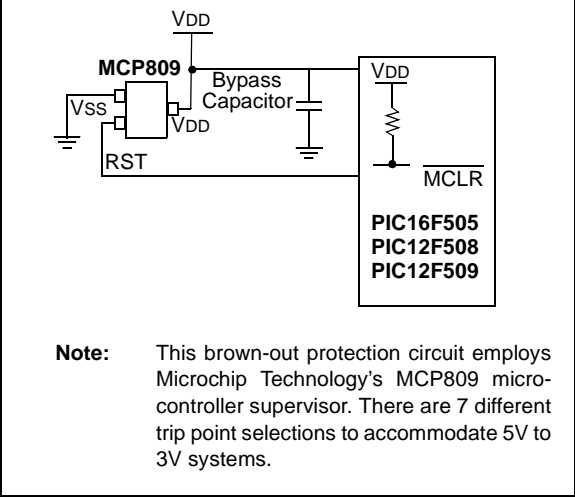 VDD
MCP809
Bypass
Capacitor
VSS
VDD
RST
VDD
MCLR
PIC16F505
PIC12F508
PIC12F509
Note: This brown-out protection circuit employs
Microchip Technology's MCP809 micro-
controller supervisor. There are 7 different
trip point selections to accommodate 5V to
3V systems.